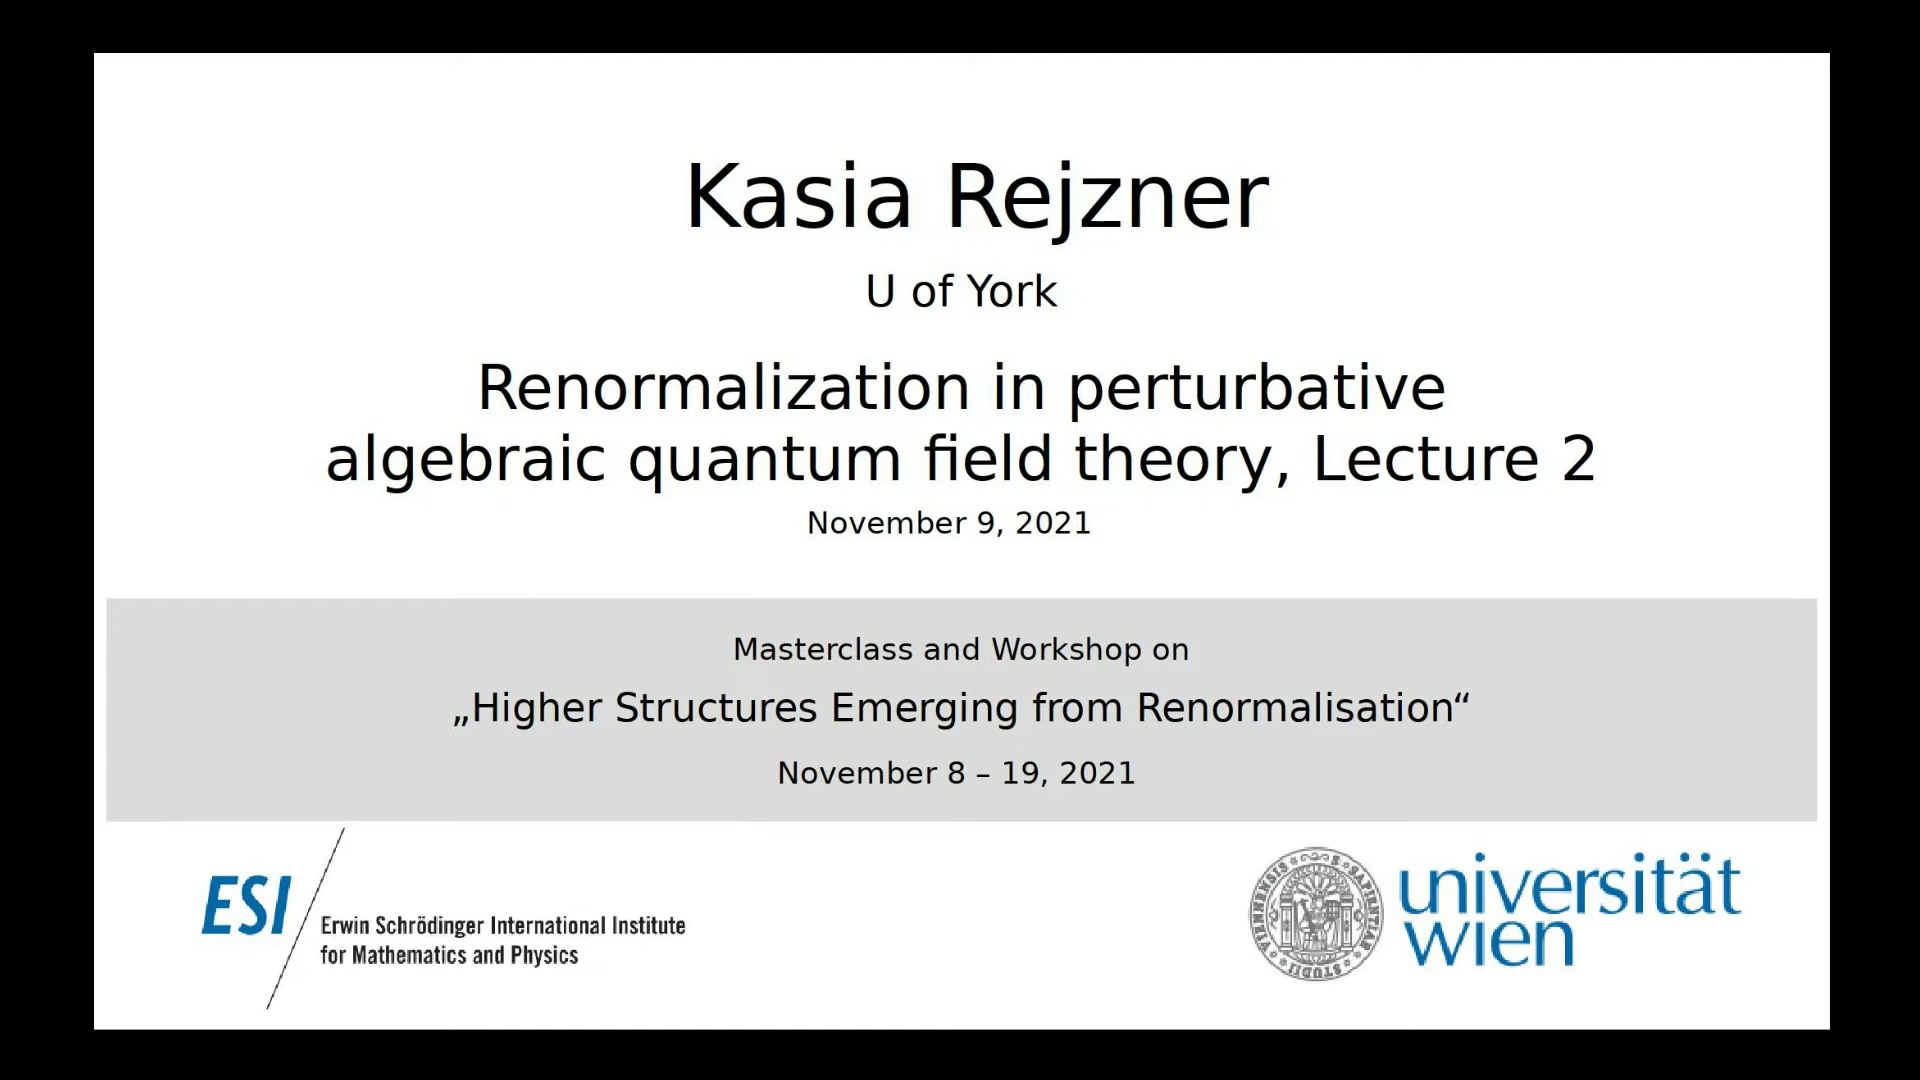 Kasia Rejzner
U of York
Renormalization in perturbative
algebraic quantum field theory, Lecture 2
November 9, 2021
Masterclass and Workshop on
„Higher Structures Emerging from Renormalisation“
November 8 – 19, 2021
ESI
Erwin Schrödinger International Institute
for Mathematics and Physics
universität
wien